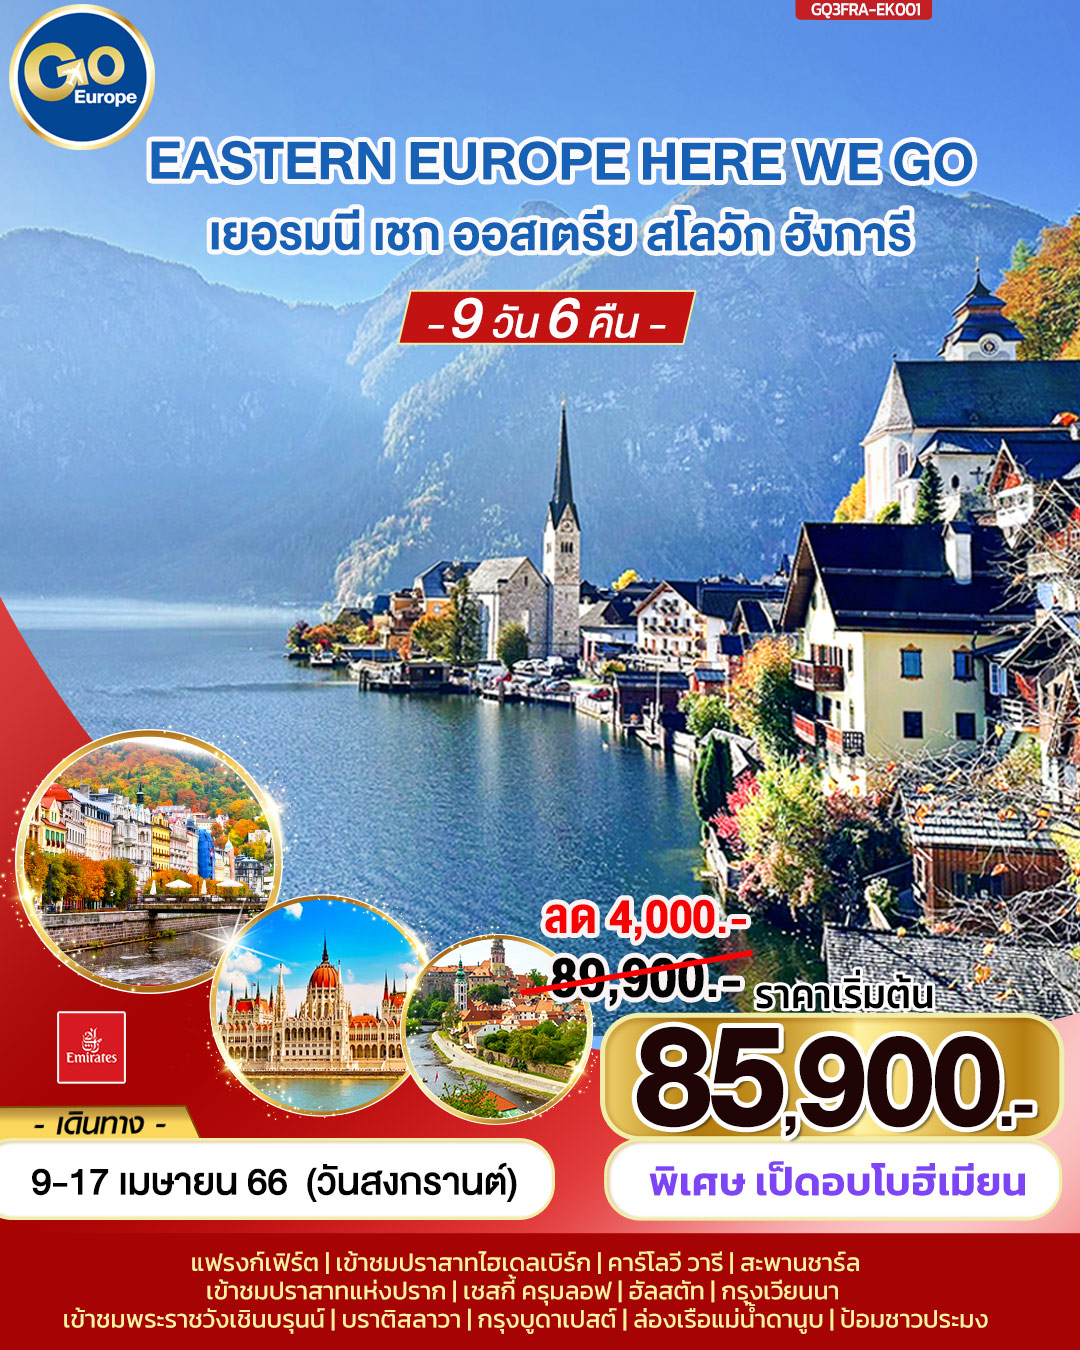 GQ3FRA-EK001
GO
Europe
EASTERN EUROPE HERE WE GO
เยอรมนี เชก ออสเตรีย สโลวัก ฮังการี
- 9 วัน 6 คืน -
ลด 4,000.-
89,900.-
ราคาเริ่มต้น
85,900.-
Emirates
- เดินทาง -
9-17 เมษายน 66 (วันสงกรานต์)
พิเศษ เป็ดอบโบฮีเมียน
แฟรงก์เฟิร์ต | เข้าชมปราสาทไฮเดลเบิร์ก | คาร์โลวี วารี | สะพานชาร์ล
เข้าชมปราสาทแห่งปราก | เชสกี้ ครุมลอฟ | ฮัลสตัท | กรุงเวียนนา
เข้าชมพระราชวังเชินบรุนน์ | บราติสลาวา | กรุงบูดาเปสต์ | ล่องเรือแม่น้ำดานูบ | ป้อมชาวประมง